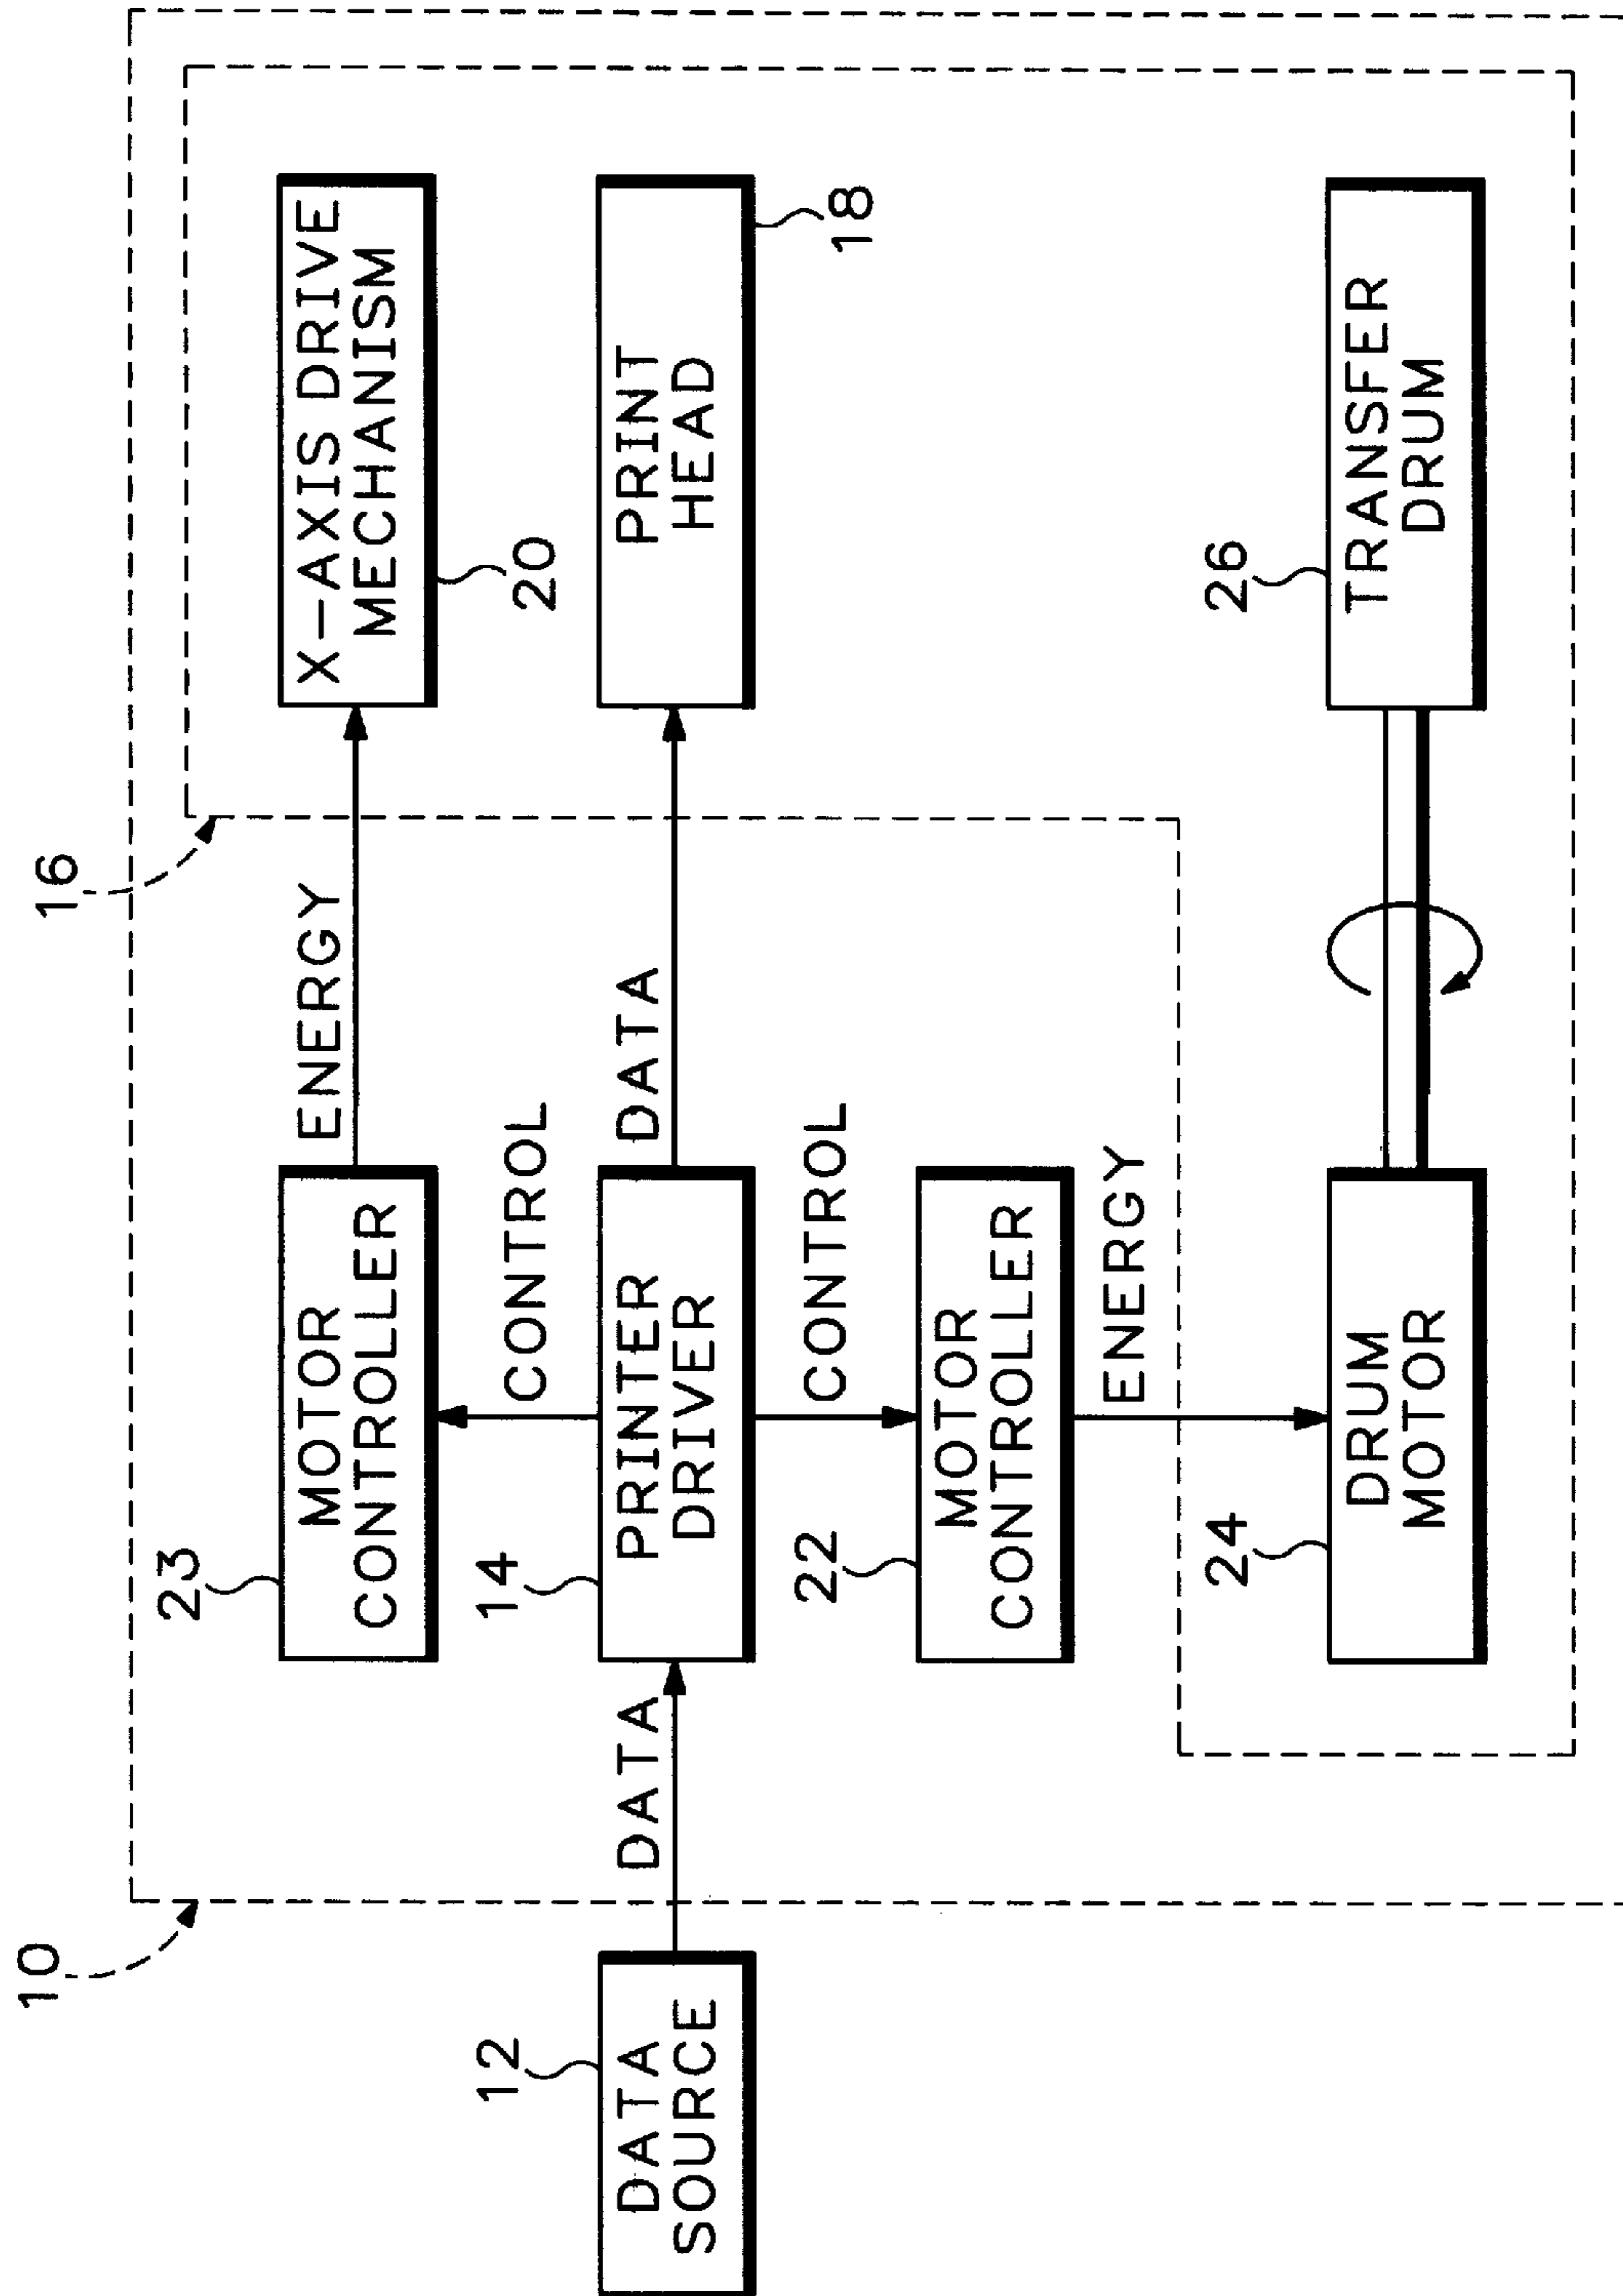 10
16
23
MOTOR
CONTROLLER
ENERGY
X-AXIS DRIVE
MECHANISM
20
CONTROL
12
DATA
SOURCE
DATA
14
PRINTER
DRIVER
DATA
PRINT
HEAD
18
CONTROL
22
MOTOR
CONTROLLER
ENERGY
24
DRUM
MOTOR
26
TRANSFER
DRUM